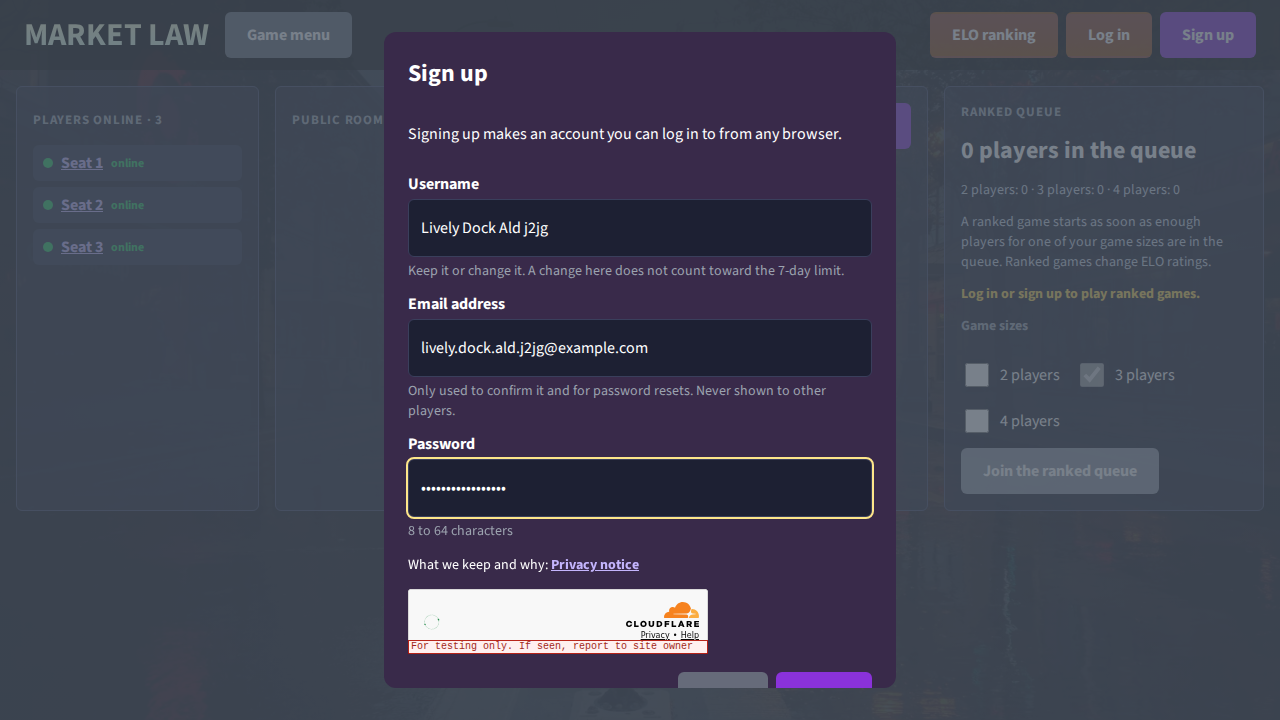 MARKET LAW
Game menu
ELO ranking
Log in
Sign up
PLAYERS ONLINE · 3
Seat 1 online
Seat 2 online
Seat 3 online
PUBLIC ROOM
Sign up
Signing up makes an account you can log in to from any browser.
Username
Lively Dock Ald j2jg
Keep it or change it. A change here does not count toward the 7-day limit.
Email address
lively.dock.ald.j2jg@example.com
Only used to confirm it and for password resets. Never shown to other
players.
Password
•••••••••••••••••
8 to 64 characters
What we keep and why: Privacy notice
CLOUDFLARE
Privacy • Help
For testing only. If seen, report to site owner
RANKED QUEUE
0 players in the queue
2 players: 0 · 3 players: 0 · 4 players: 0
A ranked game starts as soon as enough
players for one of your game sizes are in the
queue. Ranked games change ELO ratings.
Log in or sign up to play ranked games.
Game sizes
2 players
3 players
4 players
Join the ranked queue